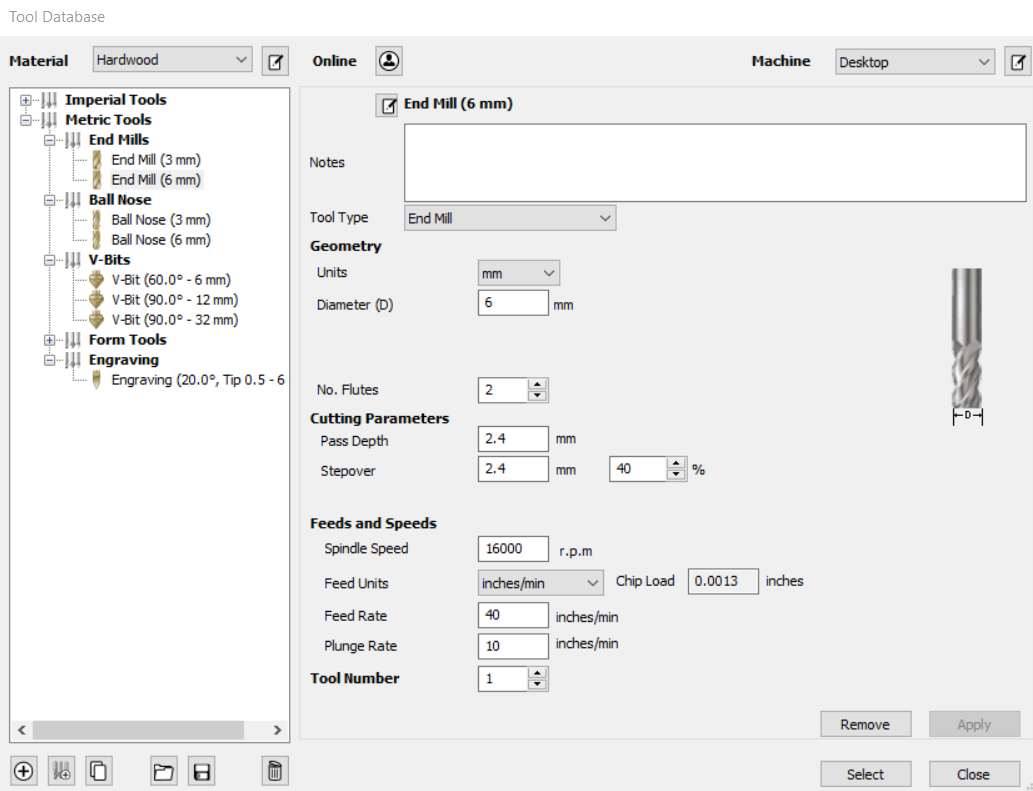 Tool Database
Material Hardwood Online Machine Desktop
Imperial Tools
Metric Tools
End Mills
End Mill (3 mm)
End Mill (6 mm)
Ball Nose
Ball Nose (3 mm)
Ball Nose (6 mm)
V-Bits
V-Bit (60.0° - 6 mm)
V-Bit (90.0° - 12 mm)
V-Bit (90.0° - 32 mm)
Form Tools
Engraving
Engraving (20.0°, Tip 0.5 - 6
End Mill (6 mm)
Notes
Tool Type End Mill
Geometry
Units mm
Diameter (D) 6 mm
No. Flutes 2
D
Cutting Parameters
Pass Depth 2.4 mm
Stepover 2.4 mm 40 %
Feeds and Speeds
Spindle Speed 16000 r.p.m
Feed Units inches/min Chip Load 0.0013 inches
Feed Rate 40 inches/min
Plunge Rate 10 inches/min
Tool Number 1
Remove Apply
Select Close